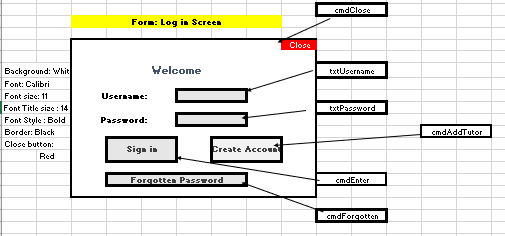 cmdClose
Form: Log in Screen
Close
Welcome
Background: Whit
txtUsername
Font: Calibri
Username:
Font size: 11
Font Title size : 14
txtPassword
Font Style : Bold
Password:
Border: Black
cmdAddTutor
Close button:
Sign in
Create Accoun
Red
Forgotten Password
cmdEnter
cmdForgotten